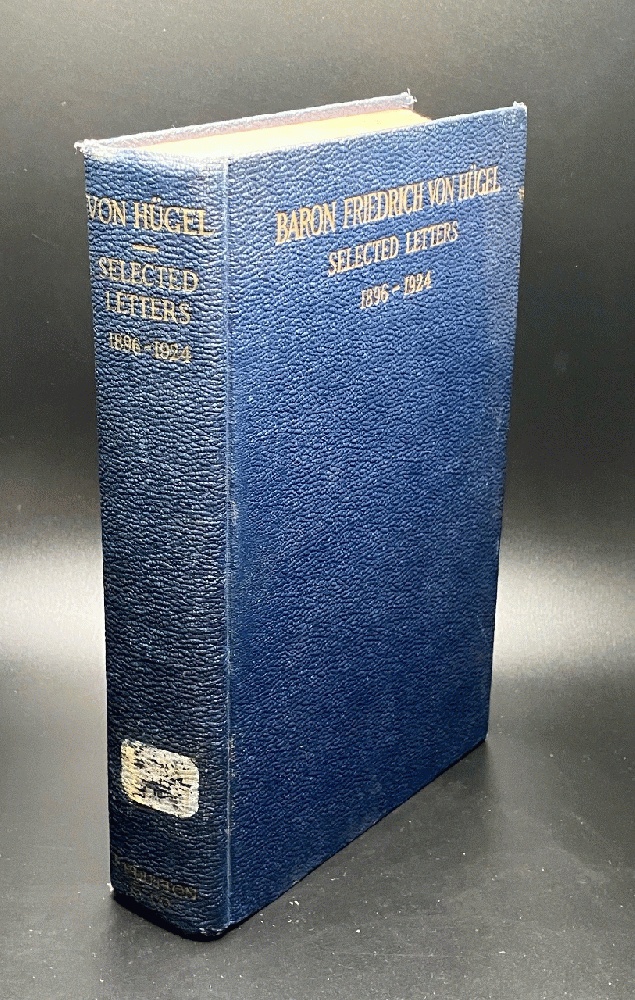 VON HÜGEL
SELECTED
LETTERS
1896-1924
BARON FRIEDRICH VON HÜGEL
SELECTED LETTERS
1896-1924